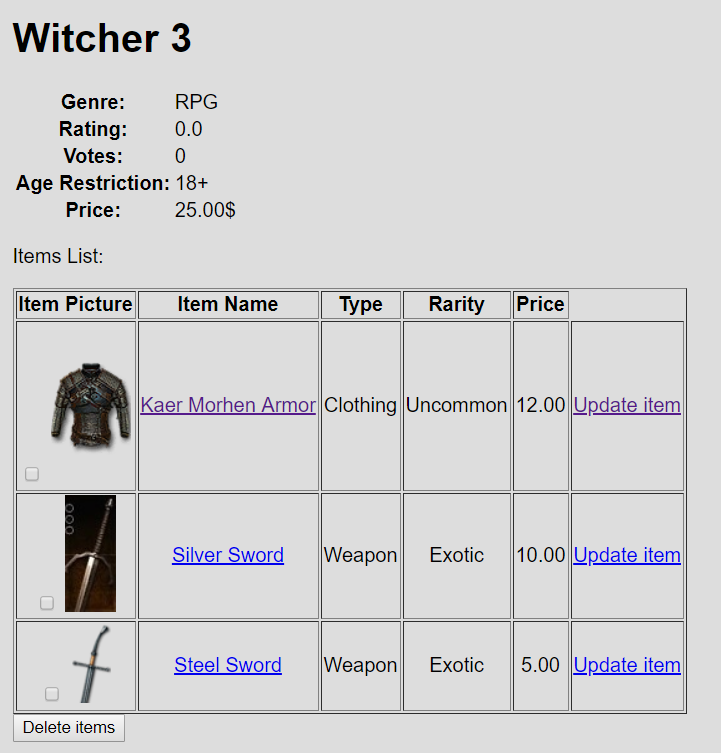 Witcher 3
Genre: RPG
Rating: 0.0
Votes: 0
Age Restriction: 18+
Price: 25.00$
Items List:
Item Picture Item Name Type Rarity Price
Kaer Morhen Armor Clothing Uncommon 12.00 Update item
Silver Sword Weapon Exotic 10.00 Update item
Steel Sword Weapon Exotic 5.00 Update item
Delete items